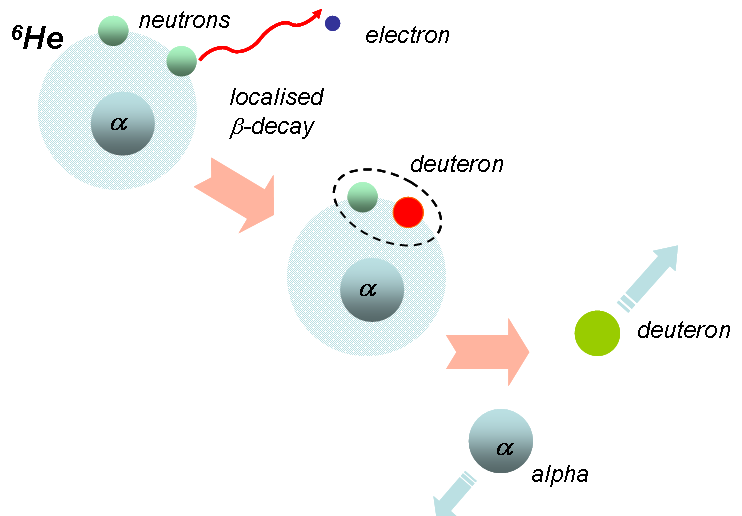 ⁶He
neutrons
electron
localised
β-decay
α
deuteron
α
deuteron
α
alpha